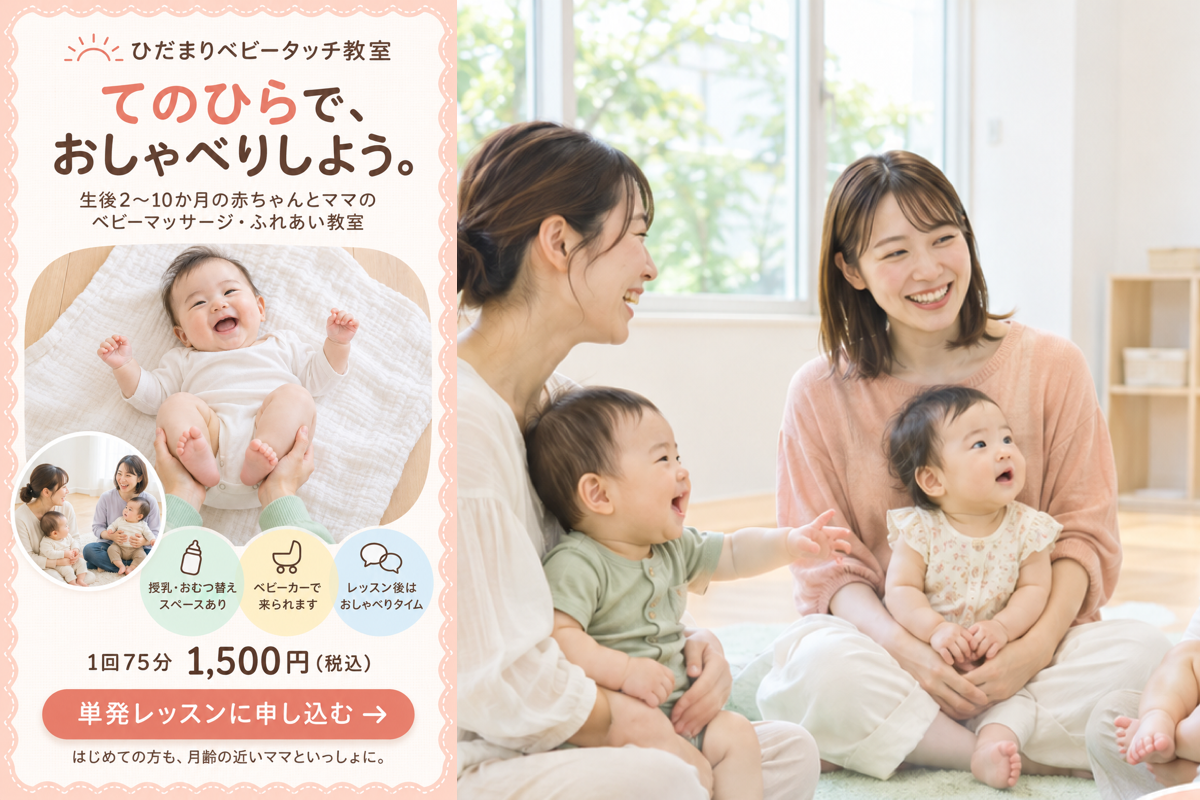 ひだまりベビータッチ教室
てのひらで、
おしゃべりしよう。
生後2〜10か月の赤ちゃんとママの
ベビーマッサージ・ふれあい教室
授乳・おむつ替え
スペースあり
ベビーカーで
来られます
レッスン後は
おしゃべりタイム
1回75分 1,500円(税込)
単発レッスンに申し込む →
はじめての方も、月齢の近いママといっしょに。